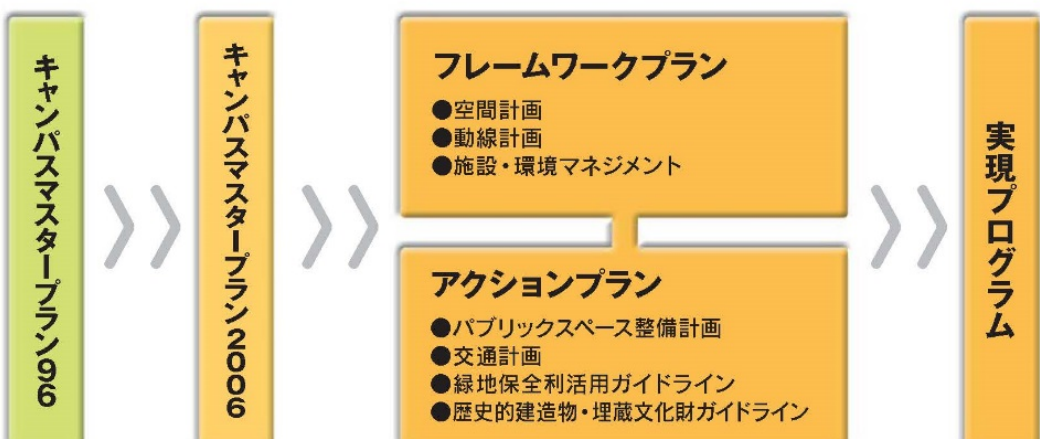 キャンパスマスタープラン96
キャンパスマスタープラン2006
フレームワークプラン
●空間計画
●動線計画
●施設・環境マネジメント
アクションプラン
●パブリックスペース整備計画
●交通計画
●緑地保全利活用ガイドライン
●歴史的建造物・埋蔵文化財ガイドライン
実現プログラム